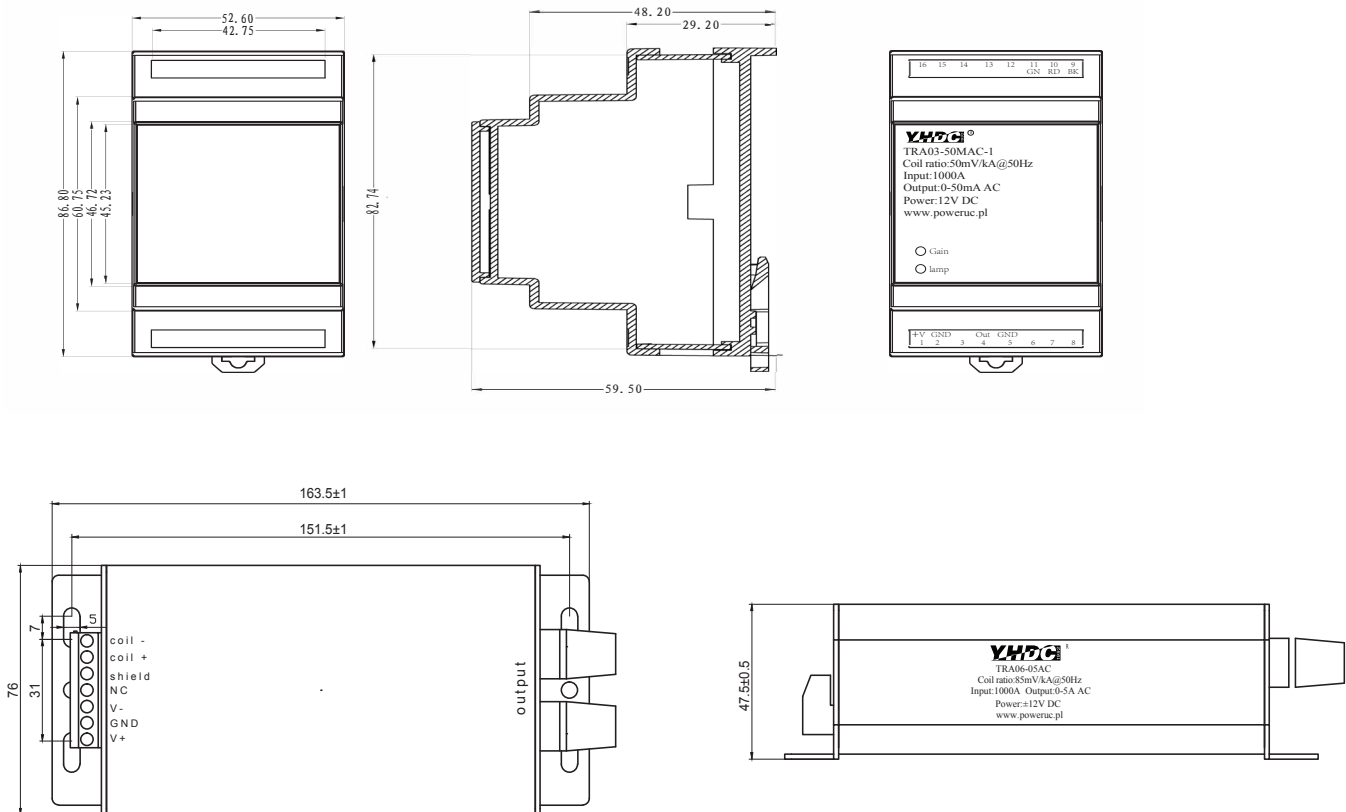 52.60
42.75
86.80
60.75
46.72
45.23
48.20
29.20
82.74
59.50
16 15 14 13 12 11 10 9
GN RD BK
YHDC ®
TRA03-50MAC-1
Coil ratio:50mV/kA@50Hz
Input:1000A
Output:0-50mA AC
Power:12V DC
www.poweruc.pl
Gain
lamp
+V GND Out GND
1 2 3 4 5 6 7 8
163.5±1
151.5±1
76
7
5
31
coil -
coil +
shield
NC
V-
GND
V+
output
47.5±0.5
YHDC R
TRA06-05AC
Coil ratio:85mV/kA@50Hz
Input:1000A Output:0-5A AC
Power:±12V DC
www.poweruc.pl